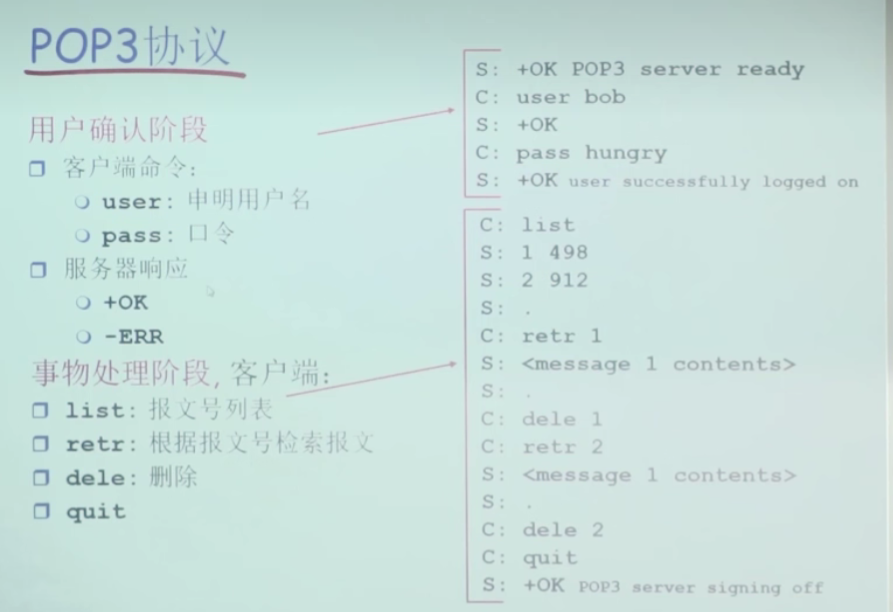 POP3协议
用户确认阶段
客户端命令:
user: 申明用户名
pass: 口令
服务器响应
+OK
-ERR
事物处理阶段, 客户端:
list: 报文号列表
retr: 根据报文号检索报文
dele: 删除
quit
S: +OK POP3 server ready
C: user bob
S: +OK
C: pass hungry
S: +OK user successfully logged on
C: list
S: 1 498
S: 2 912
S: .
C: retr 1
S: <message 1 contents>
S: .
C: dele 1
C: retr 2
S: <message 1 contents>
S: .
C: dele 2
C: quit
S: +OK POP3 server signing off